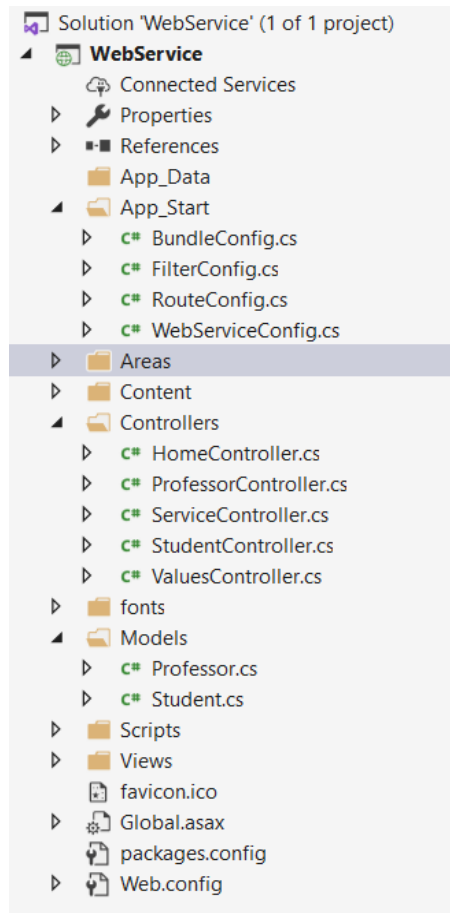 Solution 'WebService' (1 of 1 project)
WebService
Connected Services
Properties
References
App_Data
App_Start
C# BundleConfig.cs
C# FilterConfig.cs
C# RouteConfig.cs
C# WebServiceConfig.cs
Areas
Content
Controllers
C# HomeController.cs
C# ProfessorController.cs
C# ServiceController.cs
C# StudentController.cs
C# ValuesController.cs
fonts
Models
C# Professor.cs
C# Student.cs
Scripts
Views
favicon.ico
Global.asax
packages.config
Web.config